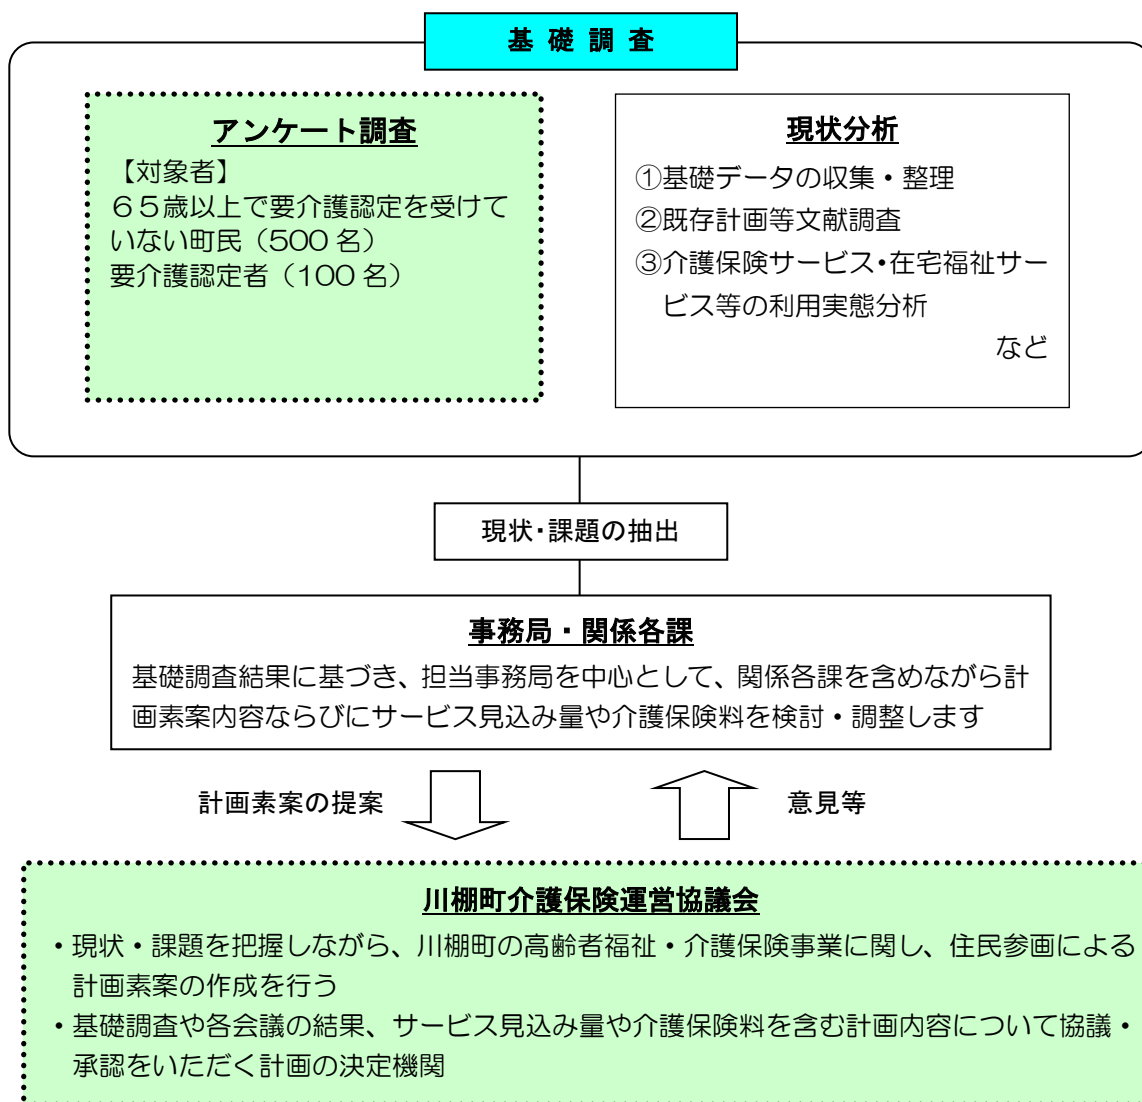 基 礎 調 査
アンケート調査
【対象者】
６５歳以上で要介護認定を受けて
いない町民（500 名）
要介護認定者（100 名）
現状分析
①基礎データの収集・整理
②既存計画等文献調査
③介護保険サービス・在宅福祉サー
ビス等の利用実態分析
など
現状・課題の抽出
事務局・関係各課
基礎調査結果に基づき、担当事務局を中心として、関係各課を含めながら計
画素案内容ならびにサービス見込み量や介護保険料を検討・調整します
計画素案の提案
意見等
川棚町介護保険運営協議会
・現状・課題を把握しながら、川棚町の高齢者福祉・介護保険事業に関し、住民参画による
計画素案の作成を行う
・基礎調査や各会議の結果、サービス見込み量や介護保険料を含む計画内容について協議・
承認をいただく計画の決定機関